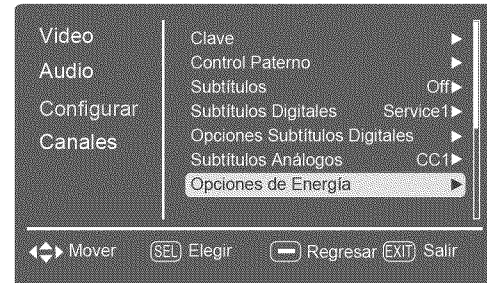 Video
Audio
Configurar
Canales
Clave
Control Paterno
Subtítulos Off
Subtítulos Digitales Service1
Opciones Subtítulos Digitales
Subtítulos Análogos CC1
Opciones de Energía
Mover SEL Elegir Regresar EXIT Salir